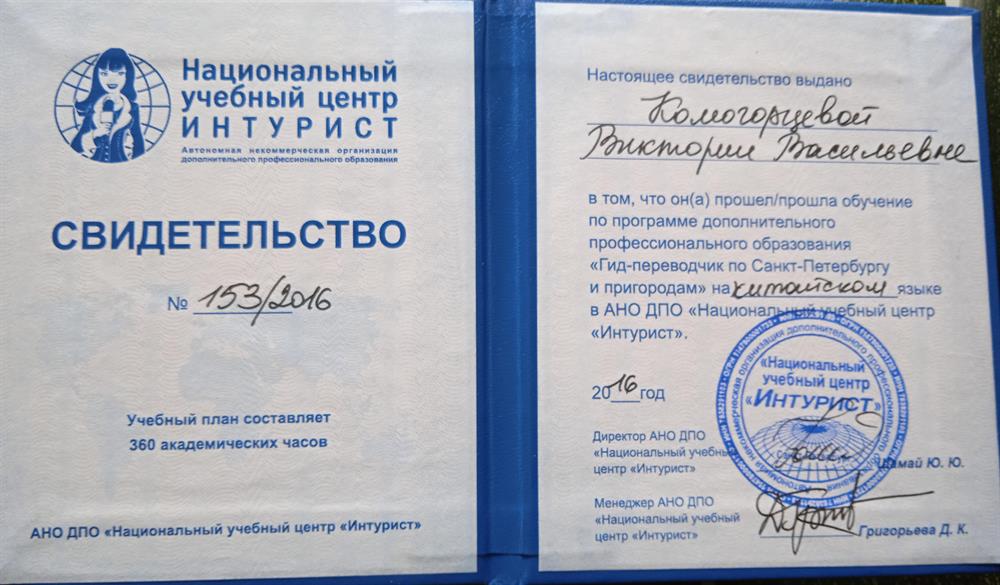 Национальный
учебный центр
ИНТУРИСТ
Автономная некоммерческая организация
дополнительного профессионального образования
СВИДЕТЕЛЬСТВО
№ 153/2016
Учебный план составляет
360 академических часов
АНО ДПО «Национальный учебный центр «Интурист»
Настоящее свидетельство выдано
Комогорцевой
Виктории Васильевне
в том, что он(а) прошел/прошла обучение
по программе дополнительного
профессионального образования
«Гид-переводчик по Санкт-Петербургу
и пригородам» на китайском языке
в АНО ДПО «Национальный учебный центр
«Интурист».
2016 год
Директор АНО ДПО
«Национальный учебный
центр «Интурист»
Шамай Ю. Ю.
Менеджер АНО ДПО
«Национальный учебный
центр «Интурист»
Григорьева Д. К.
«Национальный
учебный центр
«ИНТУРИСТ»